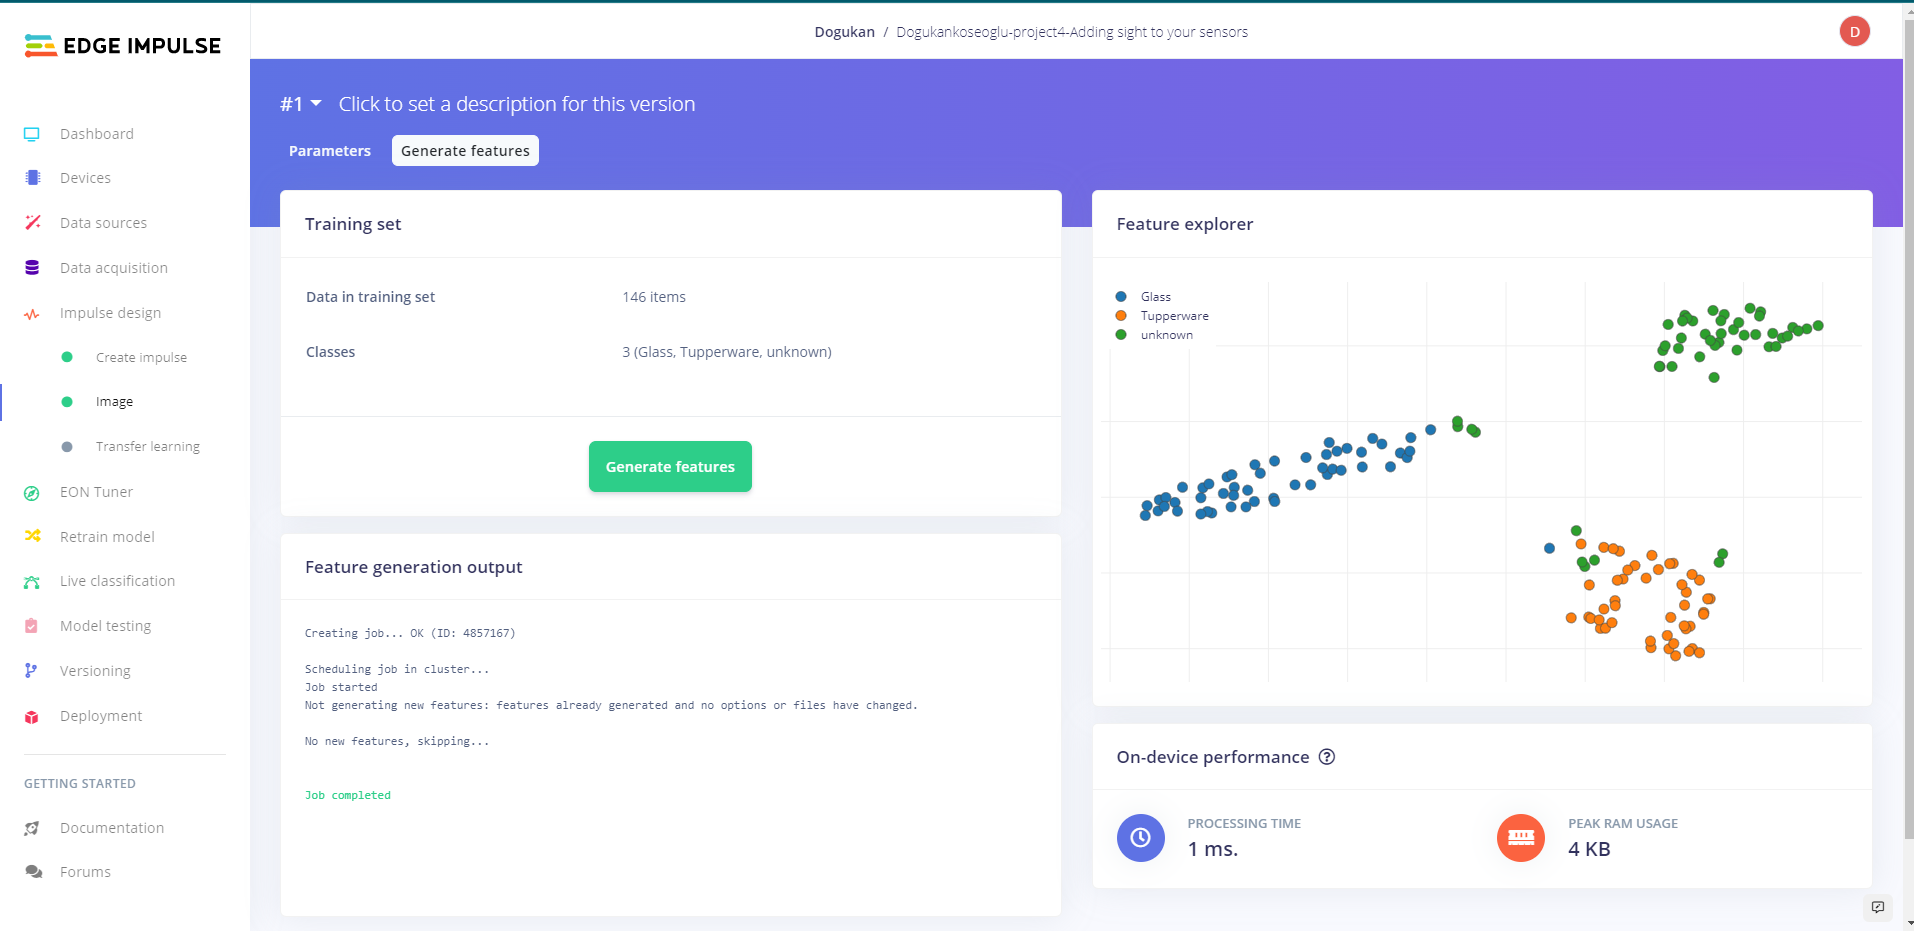 EDGE IMPULSE
Dogukan / Dogukankoseoglu-project4-Adding sight to your sensors
D
Dashboard
Devices
Data sources
Data acquisition
Impulse design
Create impulse
Image
Transfer learning
EON Tuner
Retrain model
Live classification
Model testing
Versioning
Deployment
GETTING STARTED
Documentation
Forums
#1 Click to set a description for this version
Parameters Generate features
Training set
Data in training set 146 items
Classes 3 (Glass, Tupperware, unknown)
Generate features
Feature generation output
Creating job... OK (ID: 4857167)
Scheduling job in cluster...
Job started
Not generating new features: features already generated and no options or files have changed.
No new features, skipping...
Job completed
Feature explorer
Glass
Tupperware
unknown
On-device performance ?
PROCESSING TIME
1 ms.
PEAK RAM USAGE
4 KB